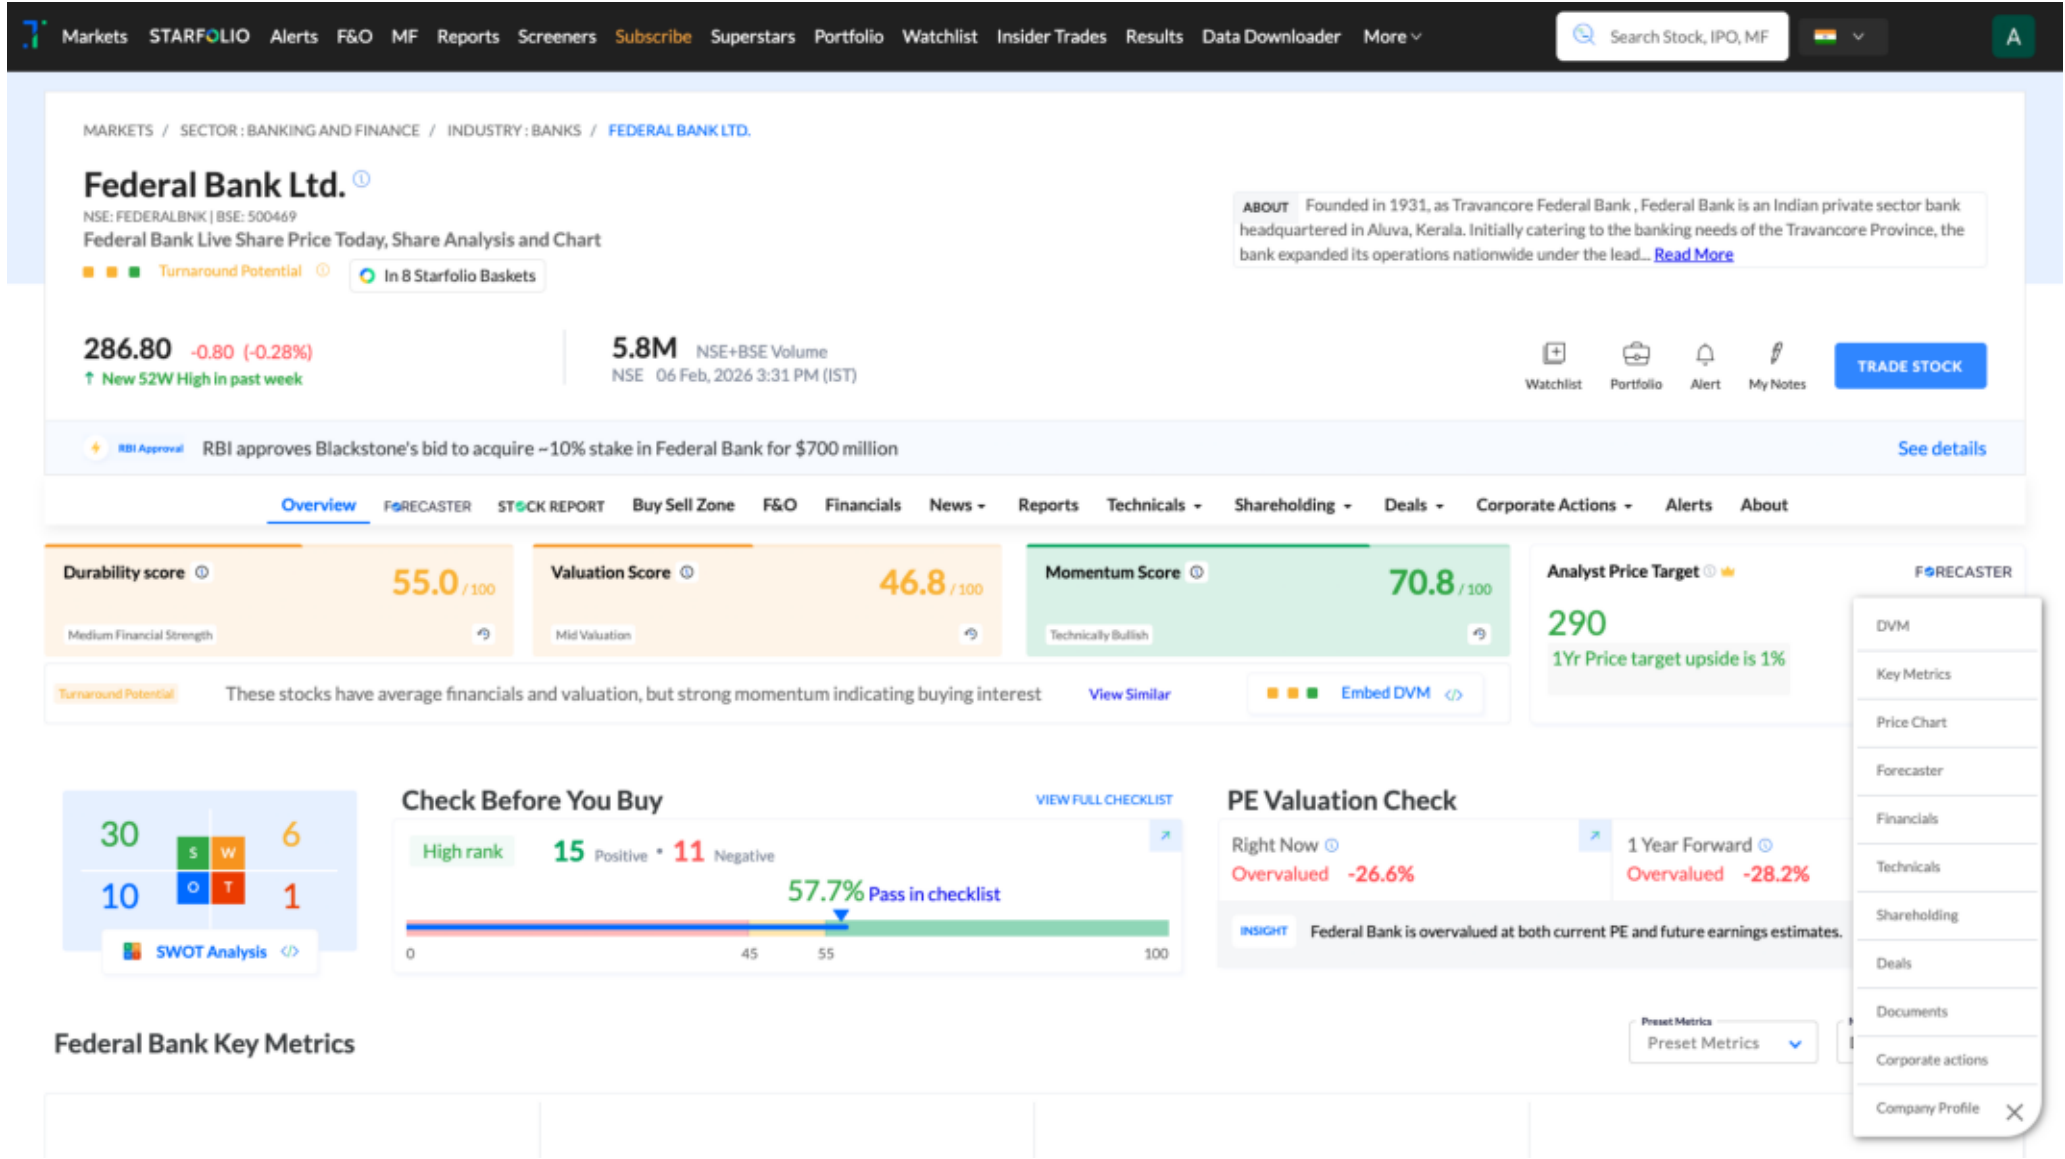 Markets STARFOLIO Alerts F&O MF Reports Screeners Subscribe Superstars Portfolio Watchlist Insider Trades Results Data Downloader More
Search Stock, IPO, MF
A
MARKETS / SECTOR : BANKING AND FINANCE / INDUSTRY : BANKS / FEDERAL BANK LTD.
Federal Bank Ltd.
NSE: FEDERALBNK | BSE: 500469
Federal Bank Live Share Price Today, Share Analysis and Chart
Turnaround Potential In 8 Starfolio Baskets
ABOUT Founded in 1931, as Travancore Federal Bank , Federal Bank is an Indian private sector bank
headquartered in Aluva, Kerala. Initially catering to the banking needs of the Travancore Province, the
bank expanded its operations nationwide under the lead... Read More
286.80 -0.80 (-0.28%)
↑ New 52W High in past week
5.8M NSE+BSE Volume
NSE 06 Feb, 2026 3:31 PM (IST)
Watchlist Portfolio Alert My Notes
TRADE STOCK
RBI Approval RBI approves Blackstone's bid to acquire ~10% stake in Federal Bank for $700 million See details
Overview FORECASTER STOCK REPORT Buy Sell Zone F&O Financials News Reports Technicals Shareholding Deals Corporate Actions Alerts About
Durability score 55.0 / 100
Medium Financial Strength
Valuation Score 46.8 / 100
Mid Valuation
Momentum Score 70.8 / 100
Technically Bullish
Analyst Price Target FORECASTER
290
1Yr Price target upside is 1%
Turnaround Potential These stocks have average financials and valuation, but strong momentum indicating buying interest View Similar Embed DVM </>
30 6
S W
O T
10 1
SWOT Analysis </>
Check Before You Buy VIEW FULL CHECKLIST
High rank 15 Positive • 11 Negative
57.7% Pass in checklist
0 45 55 100
PE Valuation Check
Right Now
Overvalued -26.6%
1 Year Forward
Overvalued -28.2%
INSIGHT Federal Bank is overvalued at both current PE and future earnings estimates.
Federal Bank Key Metrics
Preset Metrics
Preset Metrics
DVM
Key Metrics
Price Chart
Forecaster
Financials
Technicals
Shareholding
Deals
Documents
Corporate actions
Company Profile